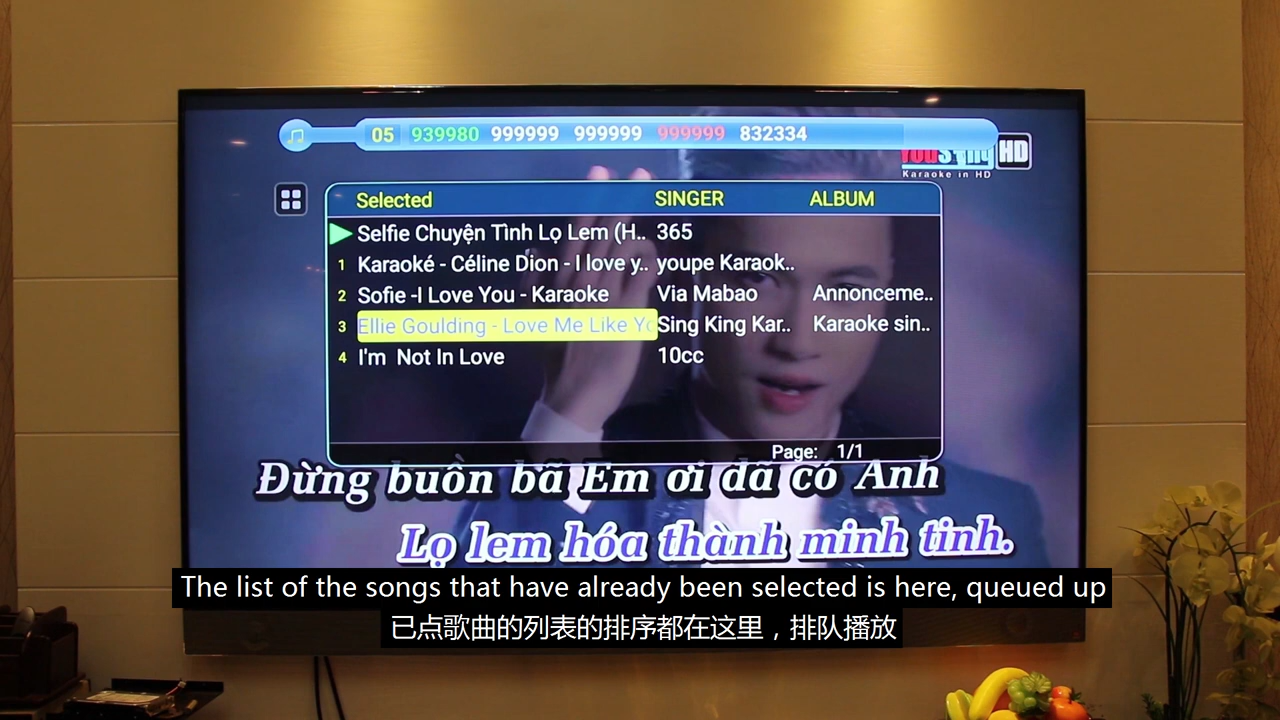 05 939980 999999 999999 999999 832334
YouSing HD
Karaoke in HD
Selected SINGER ALBUM
Selfie Chuyện Tình Lọ Lem (H.. 365
1 Karaoké - Céline Dion - I love y.. youpe Karaok..
2 Sofie -I Love You - Karaoke Via Mabao Annonceme..
3 Ellie Goulding - Love Me Like Yo Sing King Kar.. Karaoke sin..
4 I'm Not In Love 10cc
Page: 1/1
Đừng buồn bã Em ơi đã có Anh
Lọ lem hóa thành minh tinh.
The list of the songs that have already been selected is here, queued up
已点歌曲的列表的排序都在这里，排队播放